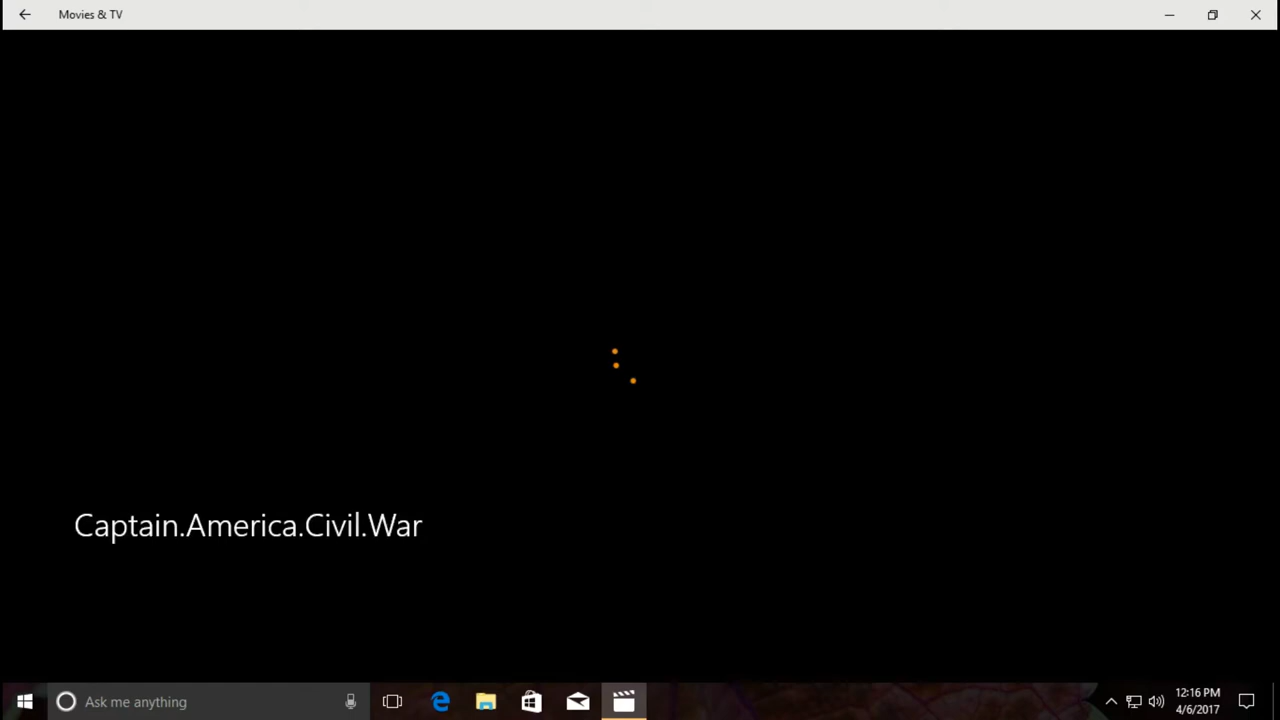 Movies & TV
Captain.America.Civil.War
Ask me anything
12:16 PM
4/6/2017